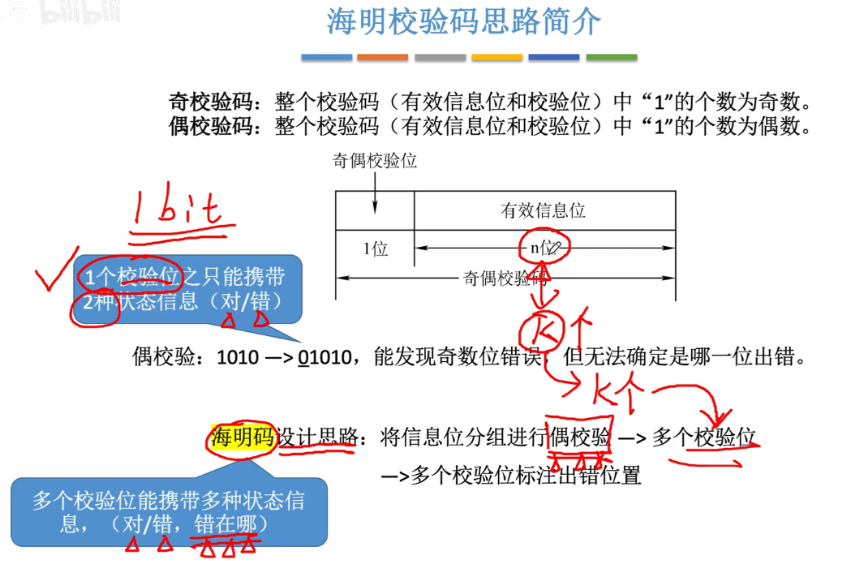 bilibili
海明校验码思路简介
奇校验码：整个校验码（有效信息位和校验位）中“1”的个数为奇数。
偶校验码：整个校验码（有效信息位和校验位）中“1”的个数为偶数。
奇偶校验位
1bit
有效信息位
1位
n位
1个校验位之只能携带
2种状态信息（对/错）
奇偶校验码
K个
偶校验：1010 —> 01010，能发现奇数位错误，但无法确定是哪一位出错。
K个
海明码设计思路：将信息位分组进行偶校验 —> 多个校验位
—>多个校验位标注出错位置
多个校验位能携带多种状态信
息，（对/错，错在哪）